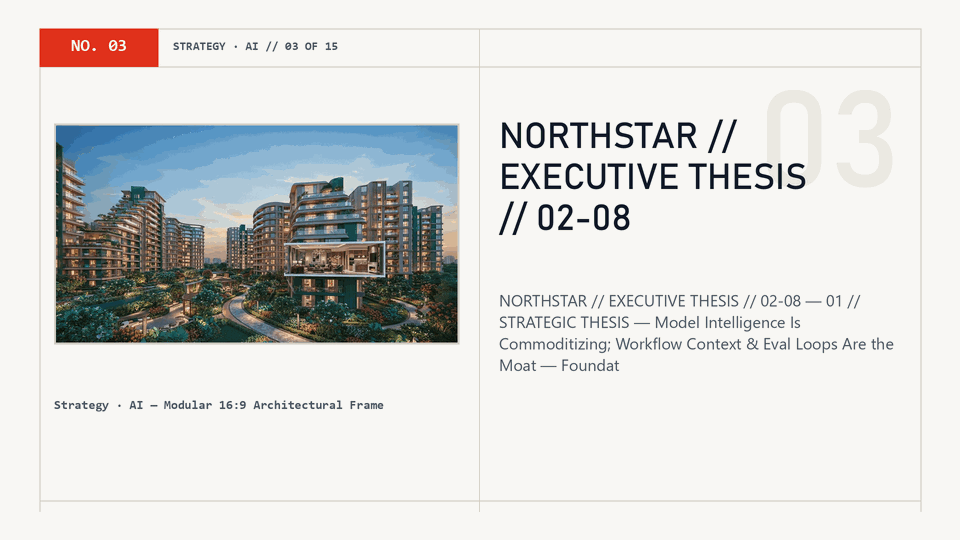 NO. 03
STRATEGY · AI // 03 OF 15
03
NORTHSTAR //
EXECUTIVE THESIS
// 02-08
NORTHSTAR // EXECUTIVE THESIS // 02-08 — 01 //
STRATEGIC THESIS — Model Intelligence Is
Commoditizing; Workflow Context & Eval Loops Are the
Moat — Foundat
Strategy · AI — Modular 16:9 Architectural Frame